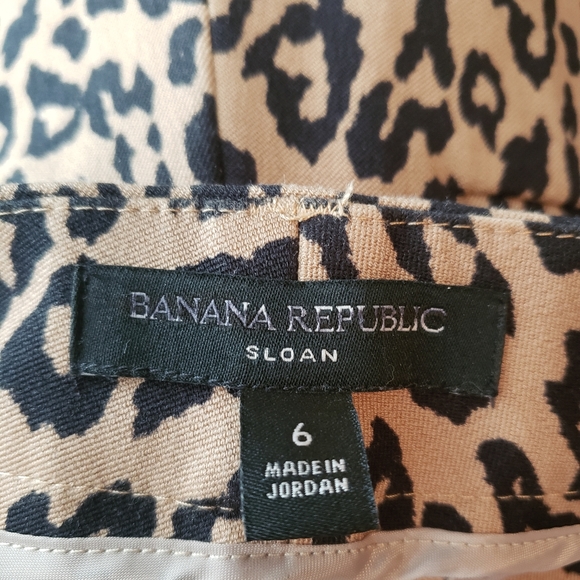 BANANA REPUBLIC
SLOAN
6
MADE IN
JORDAN